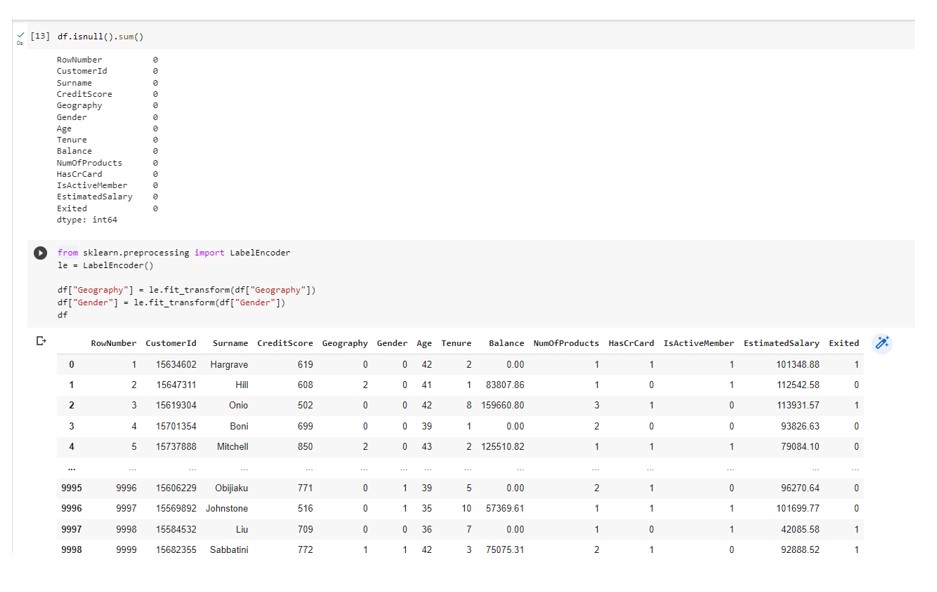 [13] df.isnull().sum()
RowNumber 0
CustomerId 0
Surname 0
CreditScore 0
Geography 0
Gender 0
Age 0
Tenure 0
Balance 0
NumOfProducts 0
HasCrCard 0
IsActiveMember 0
EstimatedSalary 0
Exited 0
dtype: int64
from sklearn.preprocessing import LabelEncoder
le = LabelEncoder()
df["Geography"] = le.fit_transform(df["Geography"])
df["Gender"] = le.fit_transform(df["Gender"])
df
RowNumber CustomerId Surname CreditScore Geography Gender Age Tenure Balance NumOfProducts HasCrCard IsActiveMember EstimatedSalary Exited
0 1 15634602 Hargrave 619 0 0 42 2 0.00 1 1 1 101348.88 1
1 2 15647311 Hill 608 2 0 41 1 83807.86 1 0 1 112542.58 0
2 3 15619304 Onio 502 0 0 42 8 159660.80 3 1 0 113931.57 1
3 4 15701354 Boni 699 0 0 39 1 0.00 2 0 0 93826.63 0
4 5 15737888 Mitchell 850 2 0 43 2 125510.82 1 1 1 79084.10 0
... ... ... ... ... ... ... ... ... ... ... ... ... ... ...
9995 9996 15606229 Obijiaku 771 0 1 39 5 0.00 2 1 0 96270.64 0
9996 9997 15569892 Johnstone 516 0 1 35 10 57369.61 1 1 1 101699.77 0
9997 9998 15584532 Liu 709 0 0 36 7 0.00 1 0 1 42085.58 1
9998 9999 15682355 Sabbatini 772 1 1 42 3 75075.31 2 1 0 92888.52 1